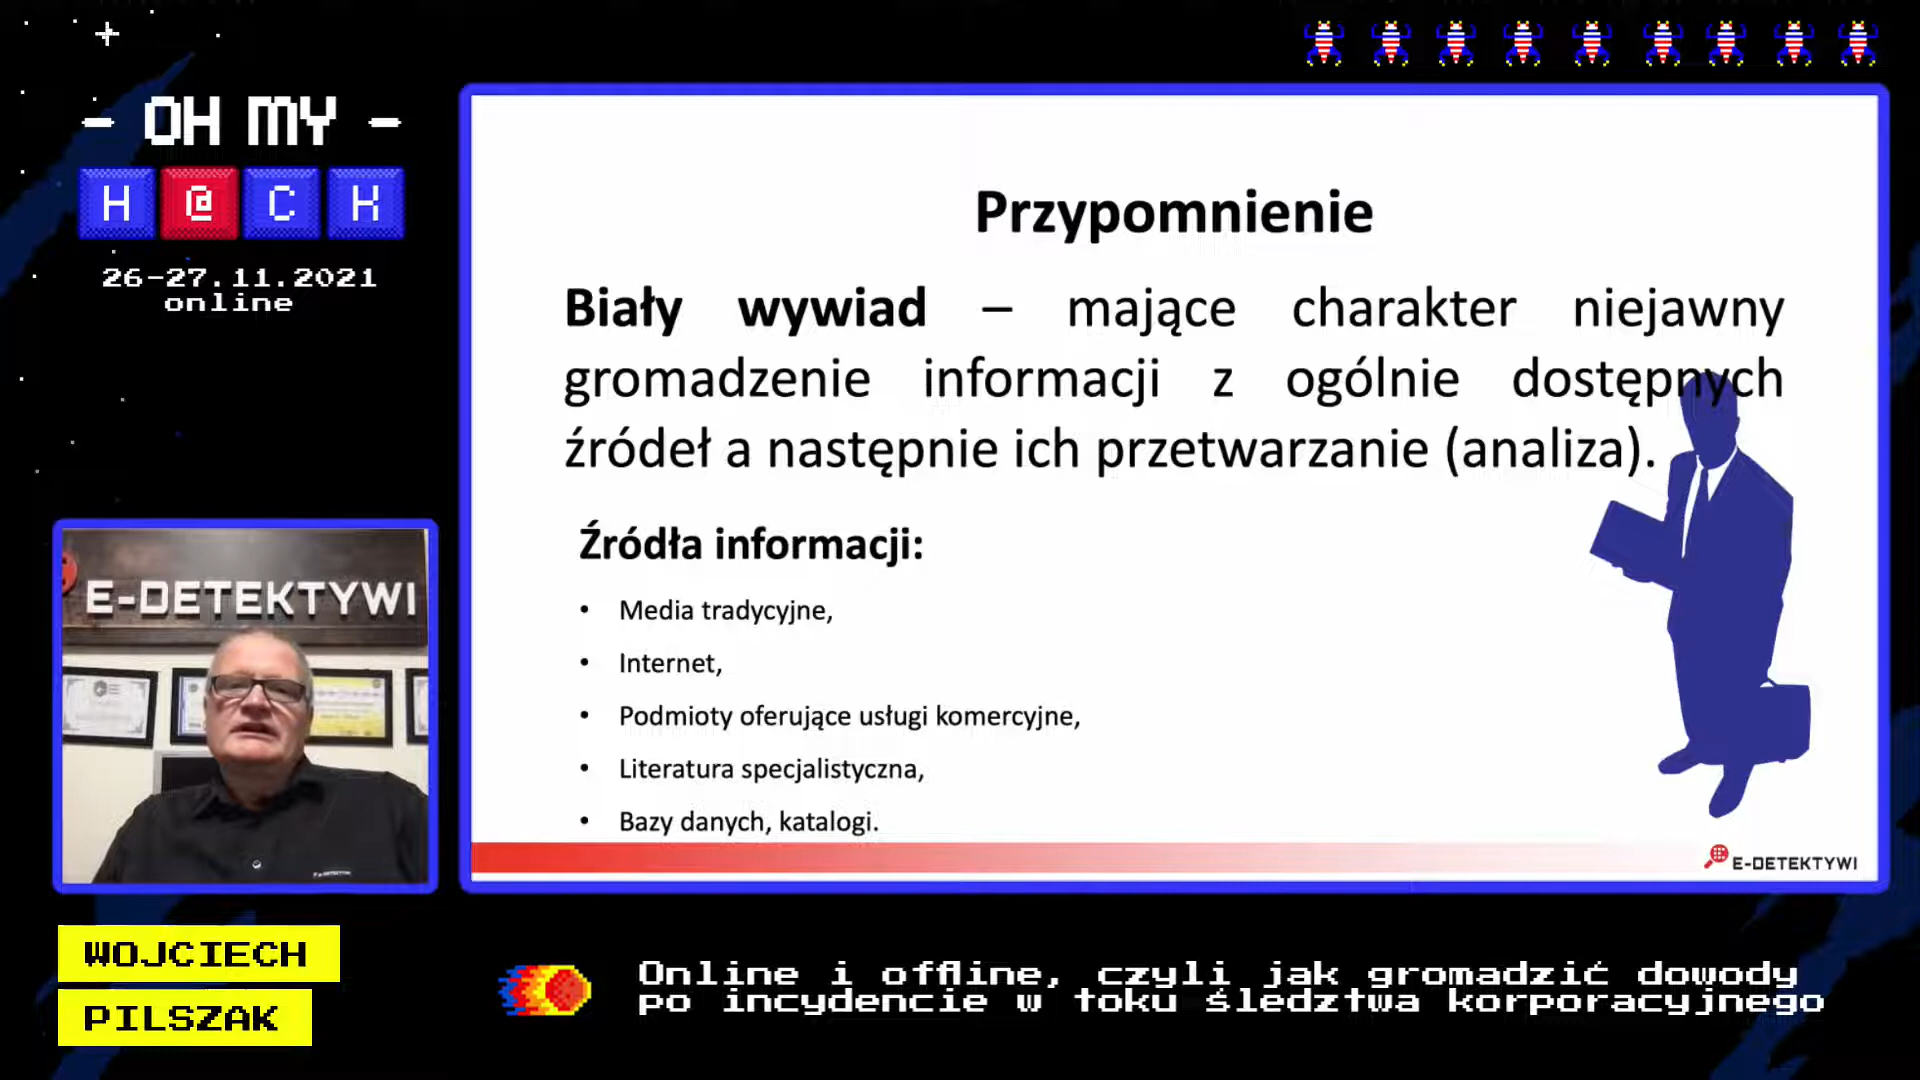 - OH MY -
H @ C K
26-27.11.2021
online
Przypomnienie
Biały wywiad – mające charakter niejawny
gromadzenie informacji z ogólnie dostępnych
źródeł a następnie ich przetwarzanie (analiza).
Źródła informacji:
• Media tradycyjne,
• Internet,
• Podmioty oferujące usługi komercyjne,
• Literatura specjalistyczna,
• Bazy danych, katalogi.
E-DETEKTYWI
E-DETEKTYWI
WOJCIECH
PILSZAK
Online i offline, czyli jak gromadzić dowody
po incydencie w toku śledztwa korporacyjnego